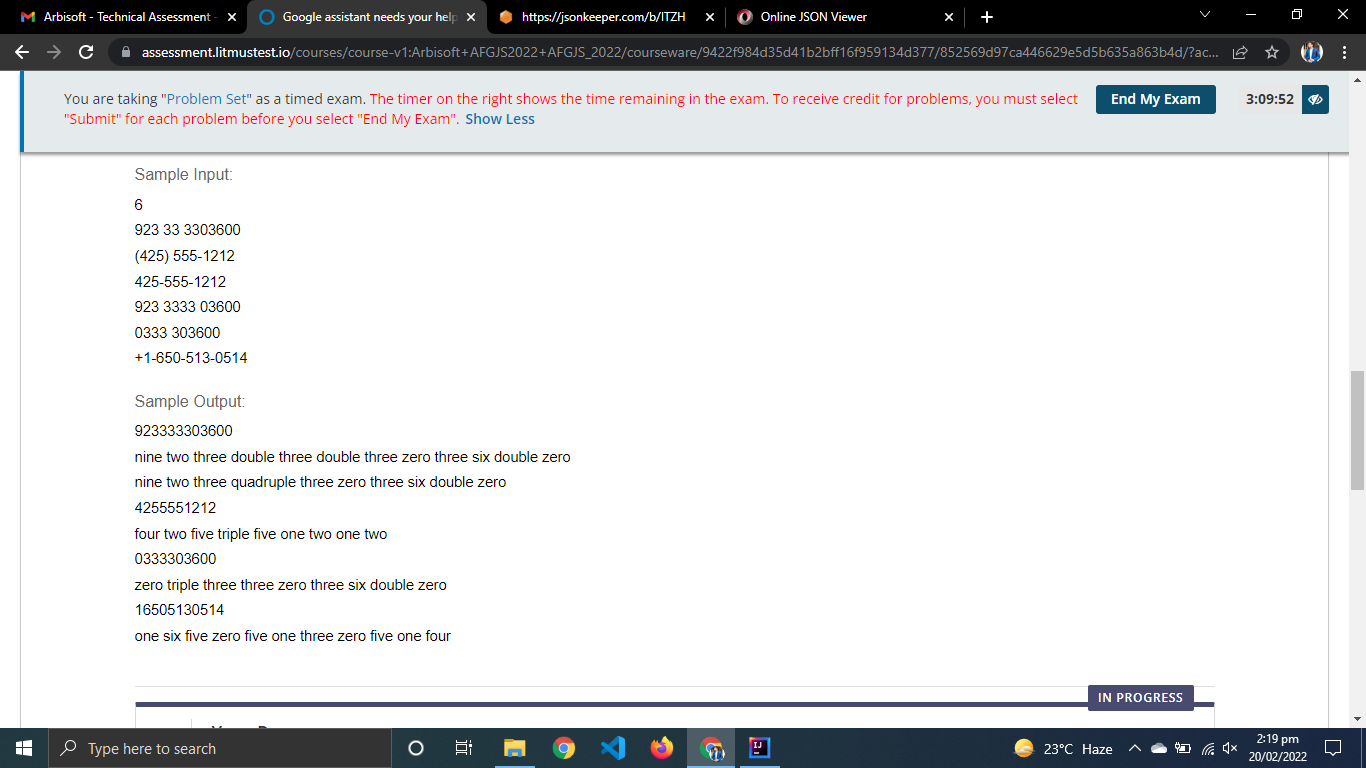 Arbisoft - Technical Assessment -
Google assistant needs your help
https://jsonkeeper.com/b/ITZH
Online JSON Viewer
assessment.litmustest.io/courses/course-v1:Arbisoft+AFGJS2022+AFGJS_2022/courseware/9422f984d35d41b2bff16f959134d377/852569d97ca446629e5d5b635a863b4d/?ac...
You are taking "Problem Set" as a timed exam. The timer on the right shows the time remaining in the exam. To receive credit for problems, you must select
"Submit" for each problem before you select "End My Exam". Show Less
End My Exam
3:09:52
Sample Input:
6
923 33 3303600
(425) 555-1212
425-555-1212
923 3333 03600
0333 303600
+1-650-513-0514
Sample Output:
923333303600
nine two three double three double three zero three six double zero
nine two three quadruple three zero three six double zero
4255551212
four two five triple five one two one two
0333303600
zero triple three three zero three six double zero
16505130514
one six five zero five one three zero five one four
IN PROGRESS
Type here to search
23°C Haze
2:19 pm
20/02/2022